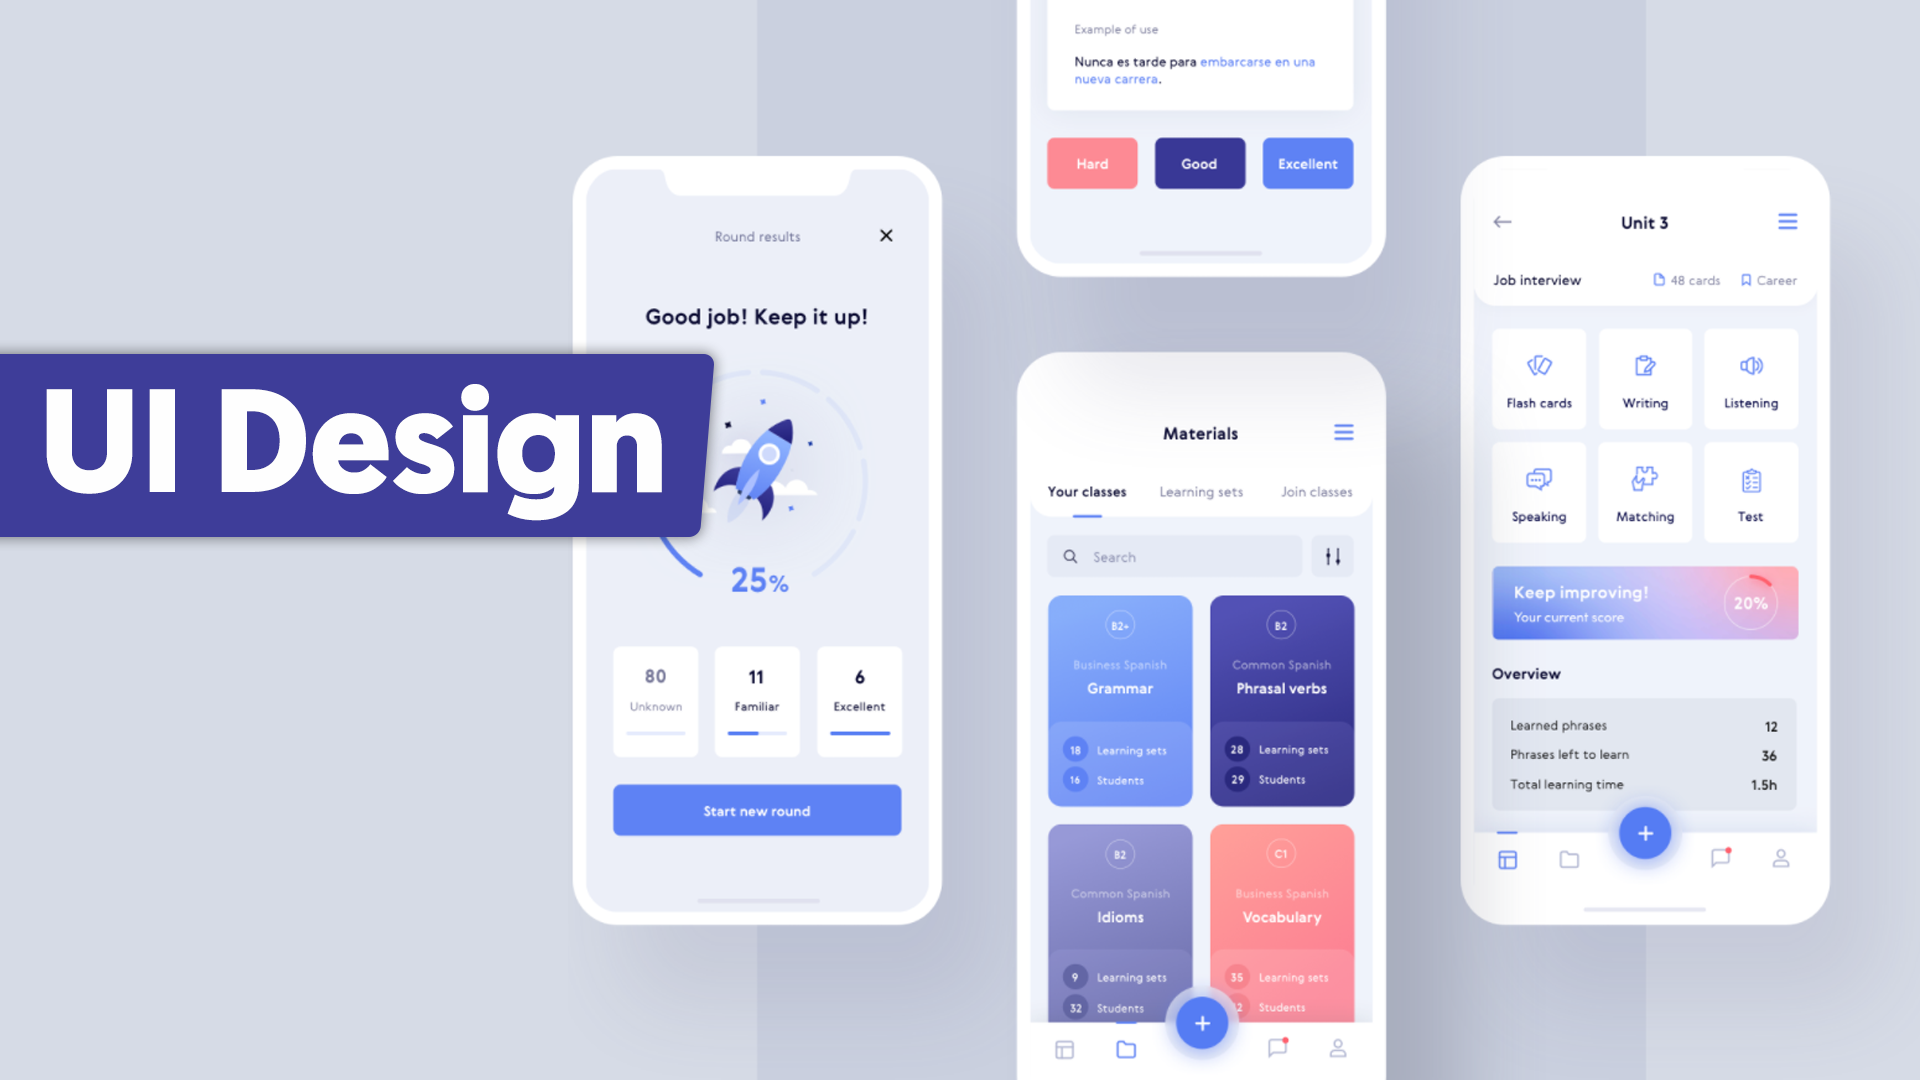 UI Design
Round results
Good job! Keep it up!
25%
80
Unknown
11
Familiar
6
Excellent
Start new round
Example of use
Nunca es tarde para embarcarse en una
nueva carrera.
Hard
Good
Excellent
Materials
Your classes
Learning sets
Join classes
Search
B2+
Business Spanish
Grammar
18 Learning sets
16 Students
B2
Common Spanish
Phrasal verbs
28 Learning sets
29 Students
B2
Common Spanish
Idioms
9 Learning sets
32 Students
C1
Business Spanish
Vocabulary
35 Learning sets
Students
Unit 3
Job interview
48 cards
Career
Flash cards
Writing
Listening
Speaking
Matching
Test
Keep improving!
Your current score
20%
Overview
Learned phrases 12
Phrases left to learn 36
Total learning time 1.5h